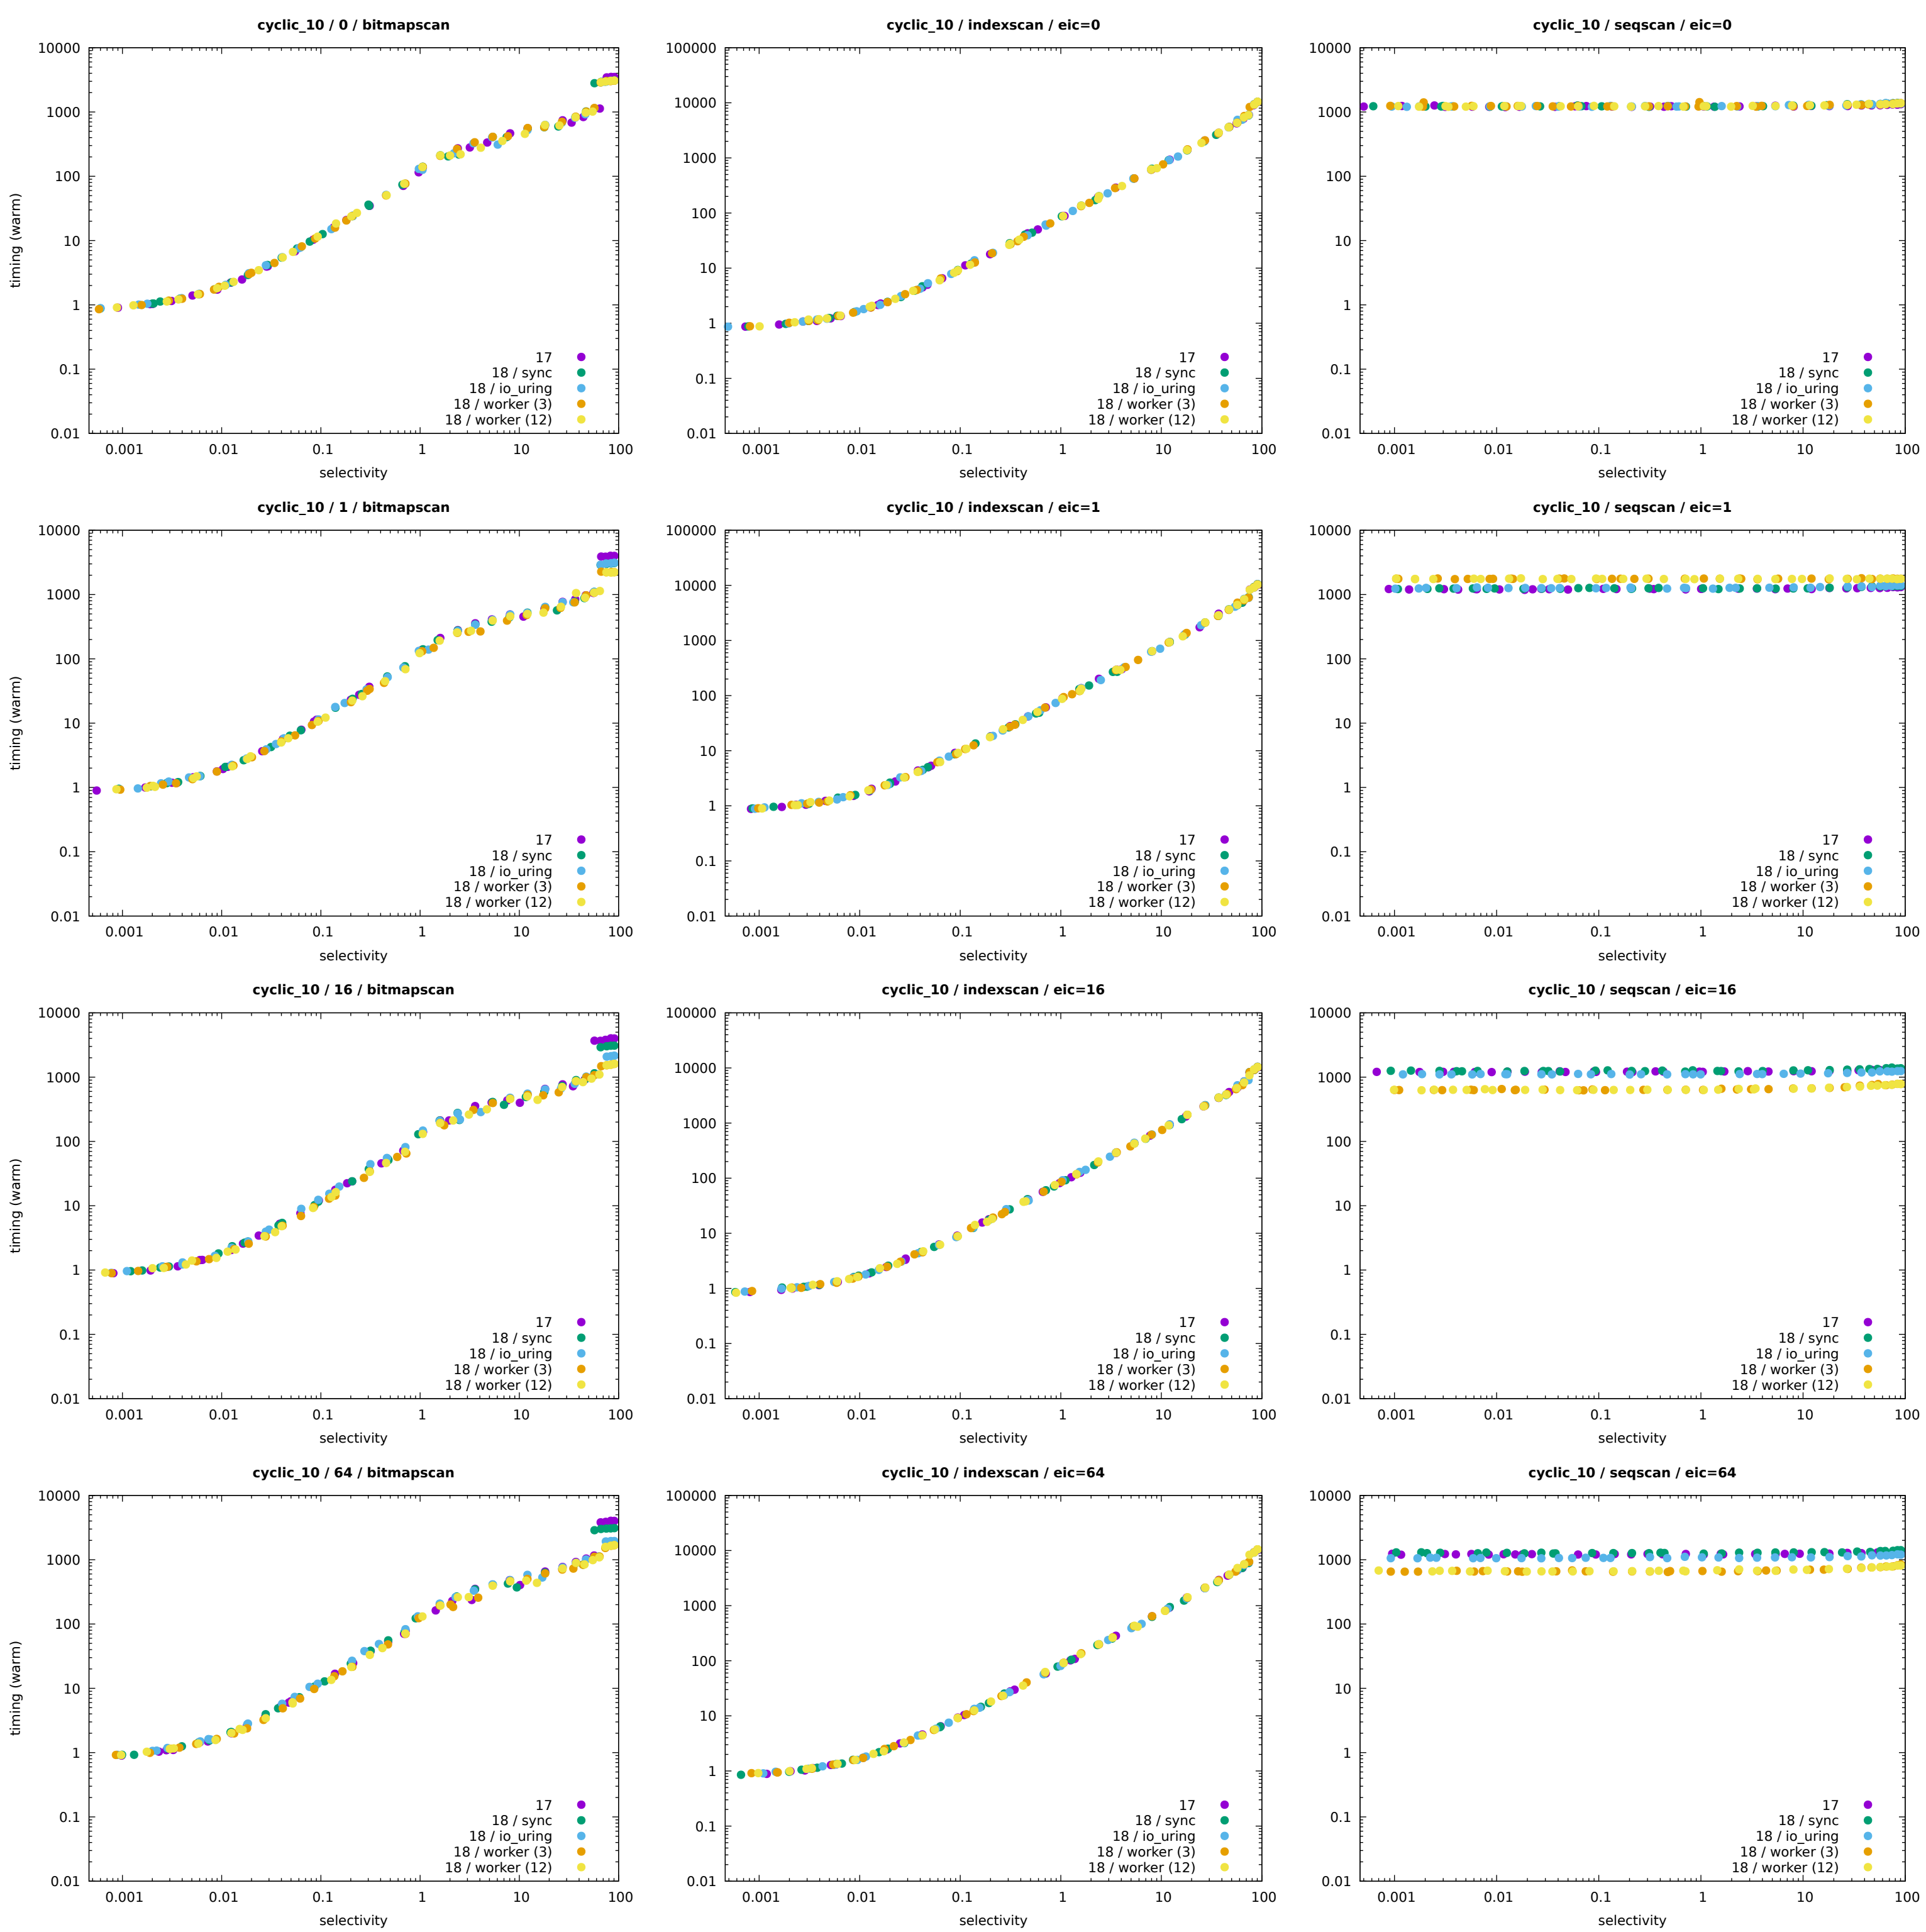 cyclic_10 / 0 / bitmapscan
10000
1000
100
10
1
0.1
0.01
timing (warm)
17
18 / sync
18 / io_uring
18 / worker (3)
18 / worker (12)
0.001 0.01 0.1 1 10 100
selectivity
cyclic_10 / indexscan / eic=0
100000
10000
1000
100
10
1
0.1
0.01
17
18 / sync
18 / io_uring
18 / worker (3)
18 / worker (12)
0.001 0.01 0.1 1 10 100
selectivity
cyclic_10 / seqscan / eic=0
10000
1000
100
10
1
0.1
0.01
17
18 / sync
18 / io_uring
18 / worker (3)
18 / worker (12)
0.001 0.01 0.1 1 10 100
selectivity
cyclic_10 / 1 / bitmapscan
10000
1000
100
10
1
0.1
0.01
timing (warm)
17
18 / sync
18 / io_uring
18 / worker (3)
18 / worker (12)
0.001 0.01 0.1 1 10 100
selectivity
cyclic_10 / indexscan / eic=1
100000
10000
1000
100
10
1
0.1
0.01
17
18 / sync
18 / io_uring
18 / worker (3)
18 / worker (12)
0.001 0.01 0.1 1 10 100
selectivity
cyclic_10 / seqscan / eic=1
10000
1000
100
10
1
0.1
0.01
17
18 / sync
18 / io_uring
18 / worker (3)
18 / worker (12)
0.001 0.01 0.1 1 10 100
selectivity
cyclic_10 / 16 / bitmapscan
10000
1000
100
10
1
0.1
0.01
timing (warm)
17
18 / sync
18 / io_uring
18 / worker (3)
18 / worker (12)
0.001 0.01 0.1 1 10 100
selectivity
cyclic_10 / indexscan / eic=16
100000
10000
1000
100
10
1
0.1
0.01
17
18 / sync
18 / io_uring
18 / worker (3)
18 / worker (12)
0.001 0.01 0.1 1 10 100
selectivity
cyclic_10 / seqscan / eic=16
10000
1000
100
10
1
0.1
0.01
17
18 / sync
18 / io_uring
18 / worker (3)
18 / worker (12)
0.001 0.01 0.1 1 10 100
selectivity
cyclic_10 / 64 / bitmapscan
10000
1000
100
10
1
0.1
0.01
timing (warm)
17
18 / sync
18 / io_uring
18 / worker (3)
18 / worker (12)
0.001 0.01 0.1 1 10 100
selectivity
cyclic_10 / indexscan / eic=64
100000
10000
1000
100
10
1
0.1
0.01
17
18 / sync
18 / io_uring
18 / worker (3)
18 / worker (12)
0.001 0.01 0.1 1 10 100
selectivity
cyclic_10 / seqscan / eic=64
10000
1000
100
10
1
0.1
0.01
17
18 / sync
18 / io_uring
18 / worker (3)
18 / worker (12)
0.001 0.01 0.1 1 10 100
selectivity